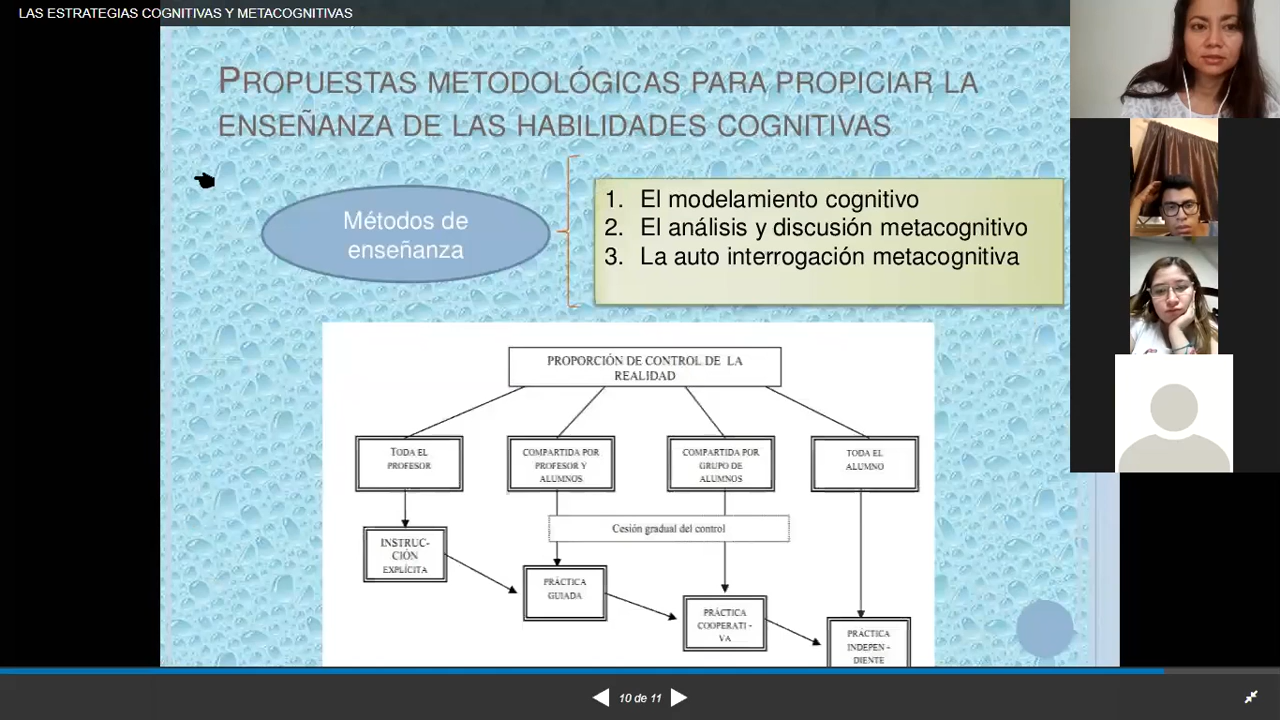 LAS ESTRATEGIAS COGNITIVAS Y METACOGNITIVAS
PROPUESTAS METODOLÓGICAS PARA PROPICIAR LA
ENSEÑANZA DE LAS HABILIDADES COGNITIVAS
Métodos de
enseñanza
1. El modelamiento cognitivo
2. El análisis y discusión metacognitivo
3. La auto interrogación metacognitiva
PROPORCIÓN DE CONTROL DE LA
REALIDAD
TODA EL
PROFESOR
COMPARTIDA POR
PROFESOR Y
ALUMNOS
COMPARTIDA POR
GRUPO DE
ALUMNOS
TODA EL
ALUMNO
Cesión gradual del control
INSTRUC-
CIÓN
EXPLÍCITA
PRÁCTICA
GUIADA
PRÁCTICA
COOPERATI-
VA
PRÁCTICA
INDEPEN-
DIENTE
10 de 11